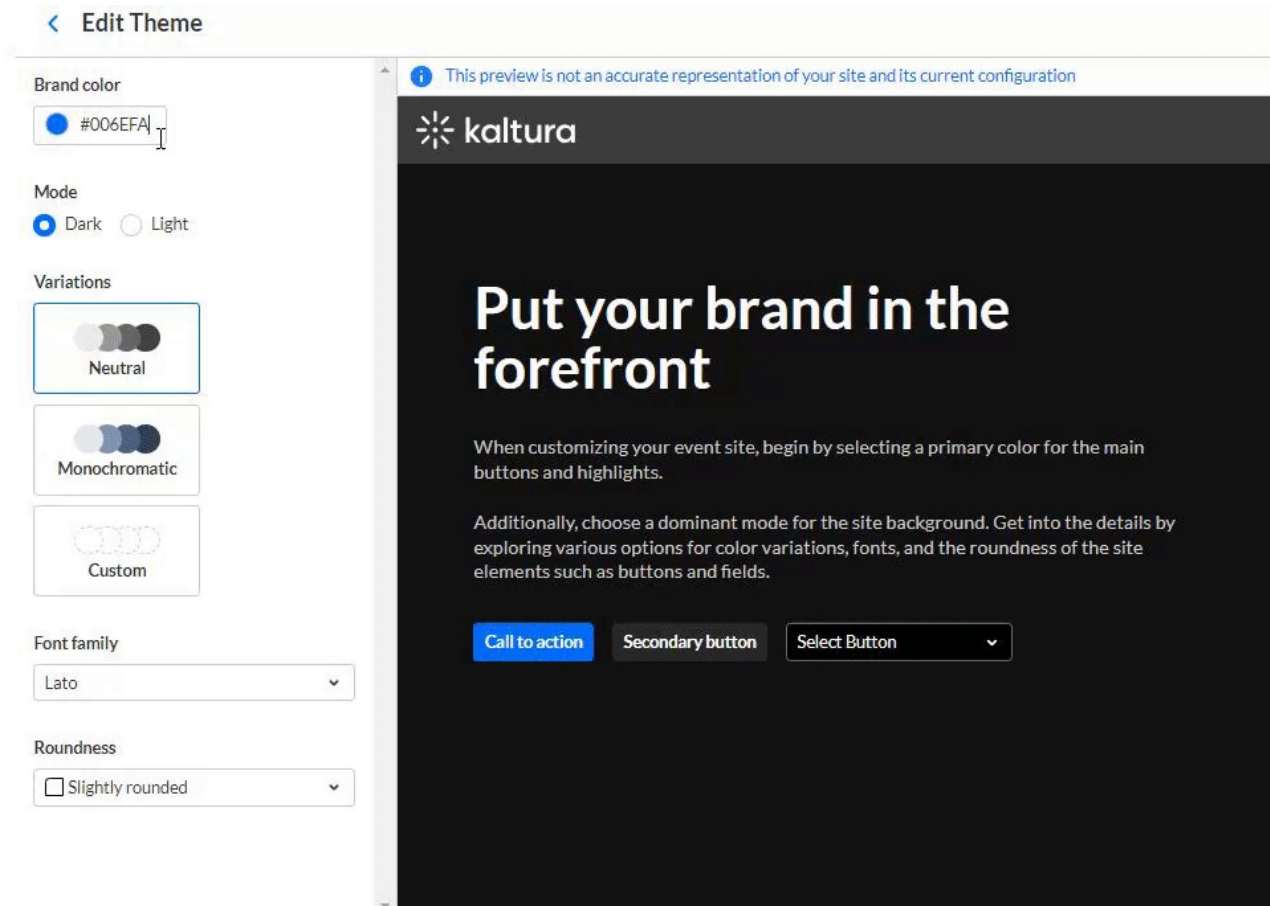 Edit Theme
Brand color
#006EFA
Mode
Dark Light
Variations
Neutral
Monochromatic
Custom
Font family
Lato
Roundness
Slightly rounded
This preview is not an accurate representation of your site and its current configuration
kaltura
Put your brand in the
forefront
When customizing your event site, begin by selecting a primary color for the main
buttons and highlights.
Additionally, choose a dominant mode for the site background. Get into the details by
exploring various options for color variations, fonts, and the roundness of the site
elements such as buttons and fields.
Call to action Secondary button Select Button